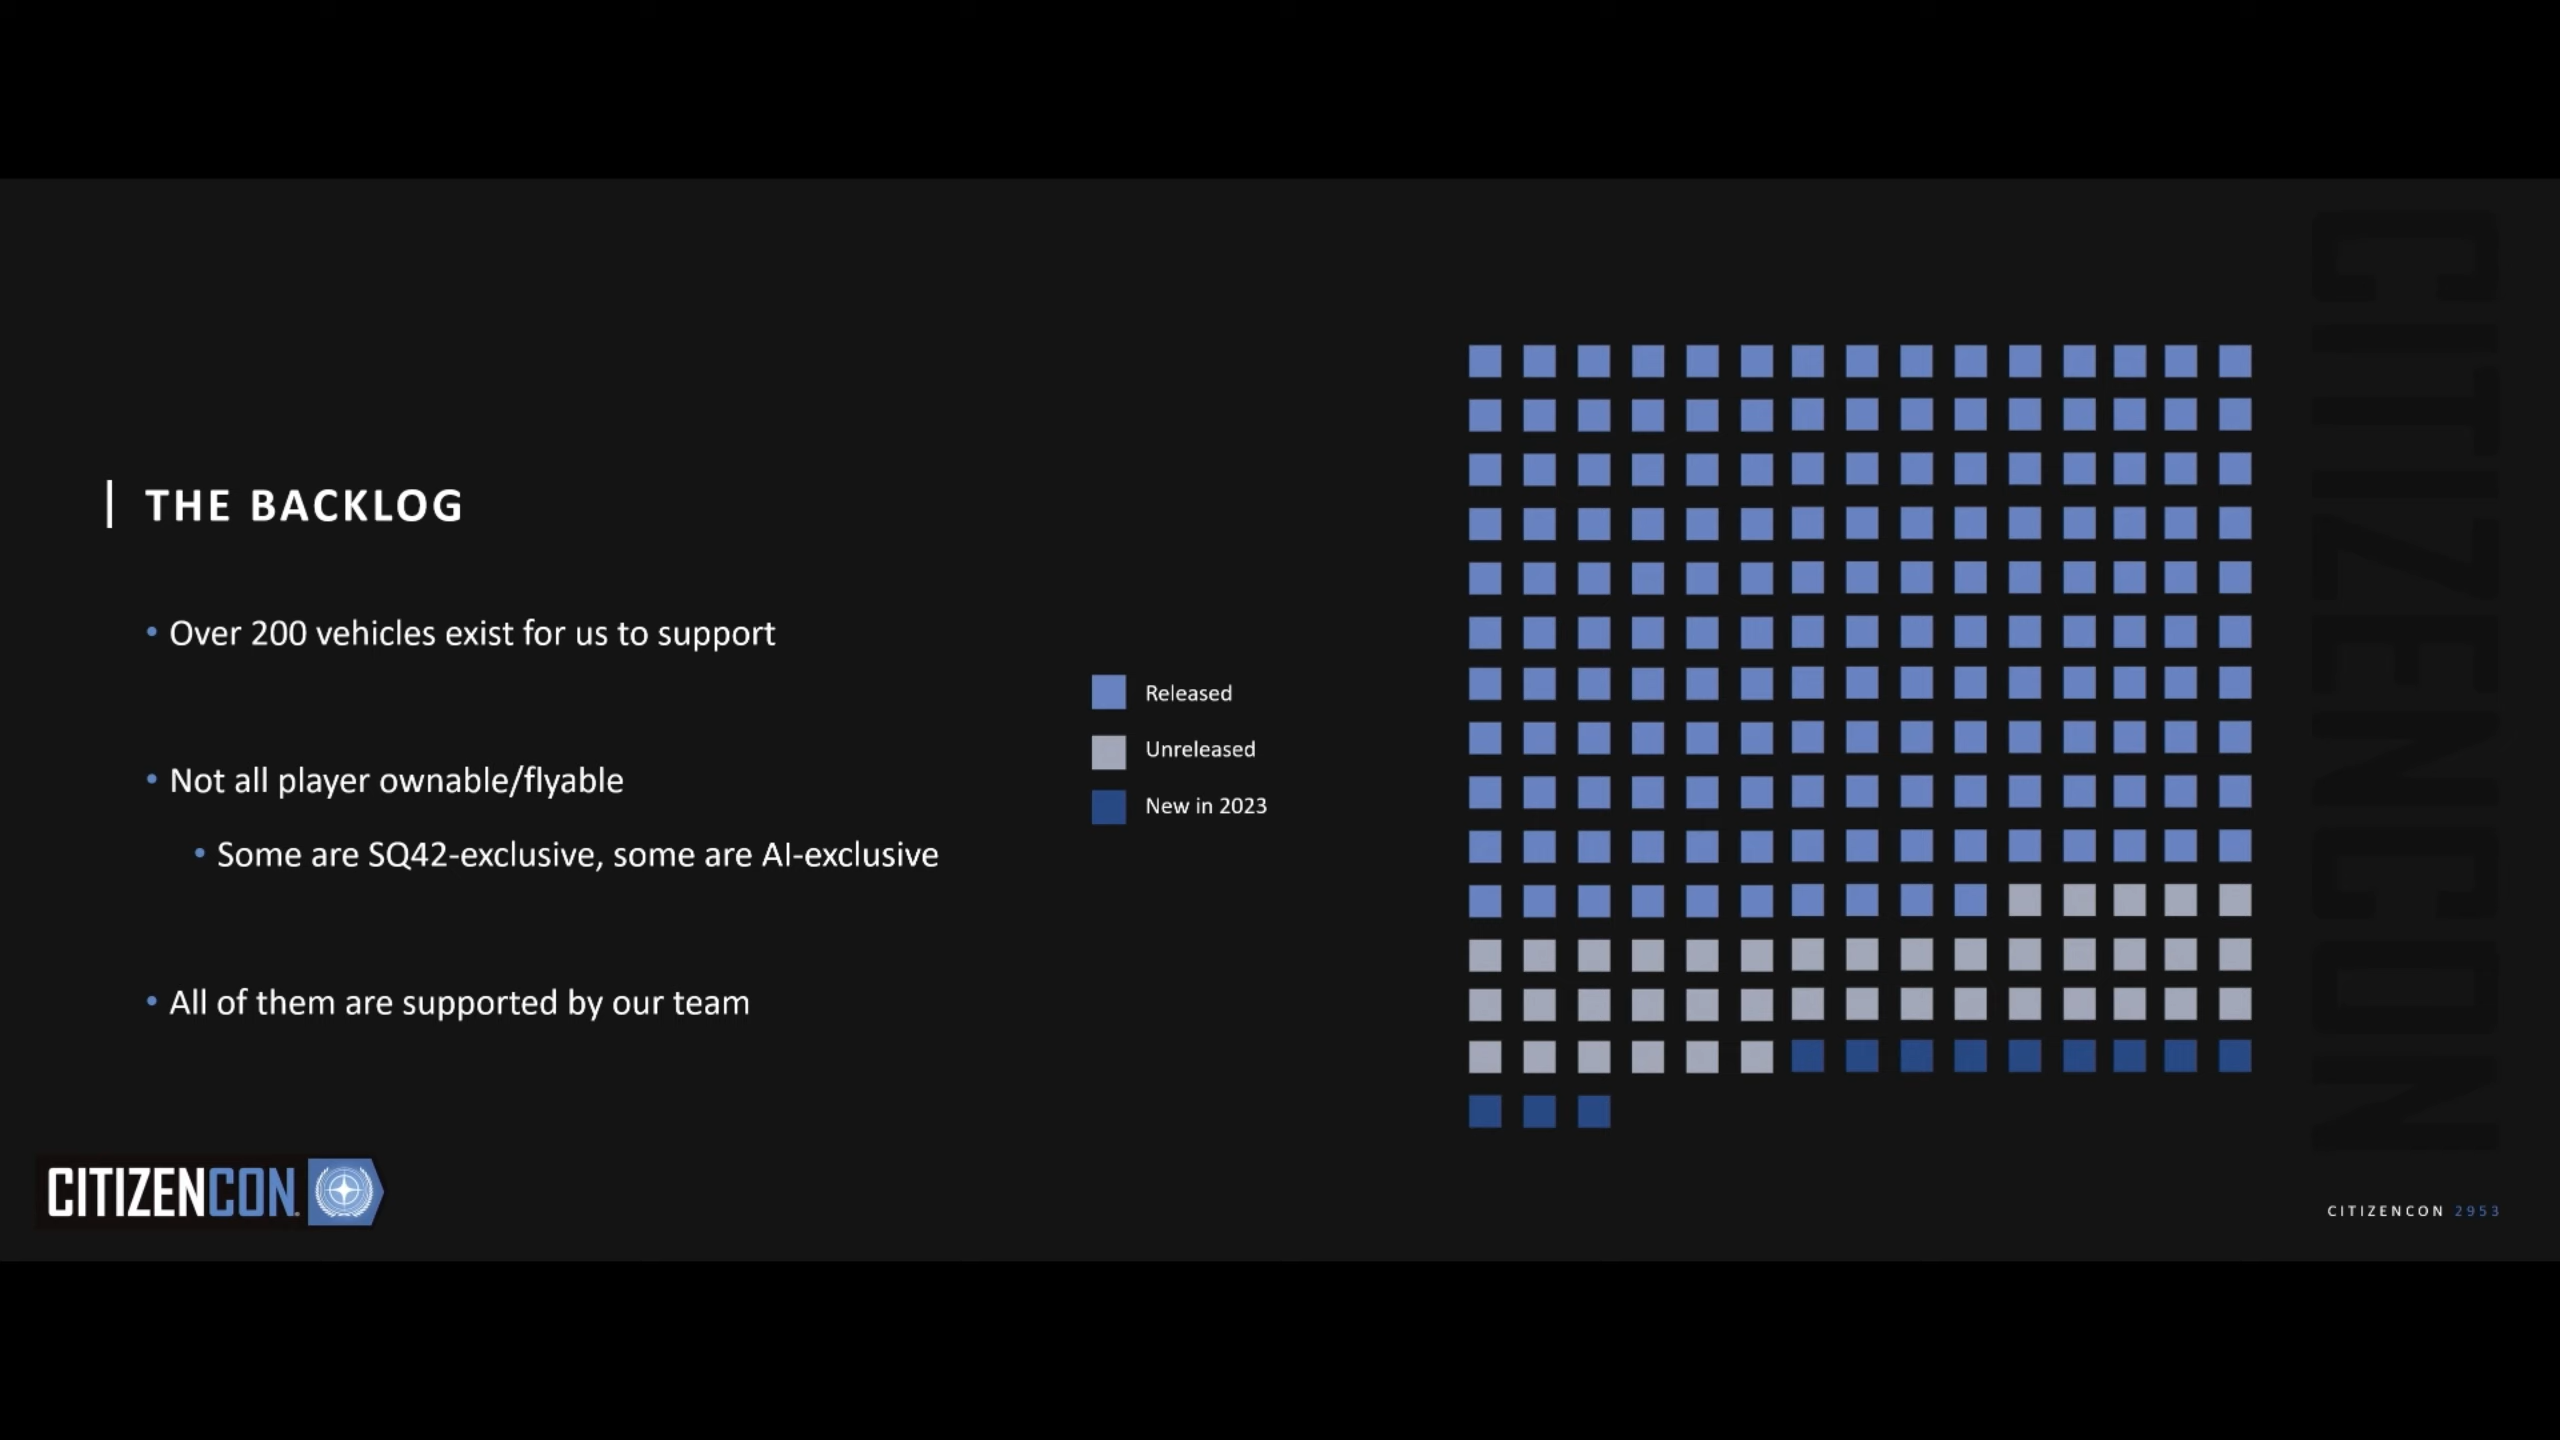 THE BACKLOG
• Over 200 vehicles exist for us to support
• Not all player ownable/flyable
• Some are SQ42-exclusive, some are AI-exclusive
• All of them are supported by our team
Released
Unreleased
New in 2023
CITIZENCON
CITIZENCON
CITIZENCON 2953